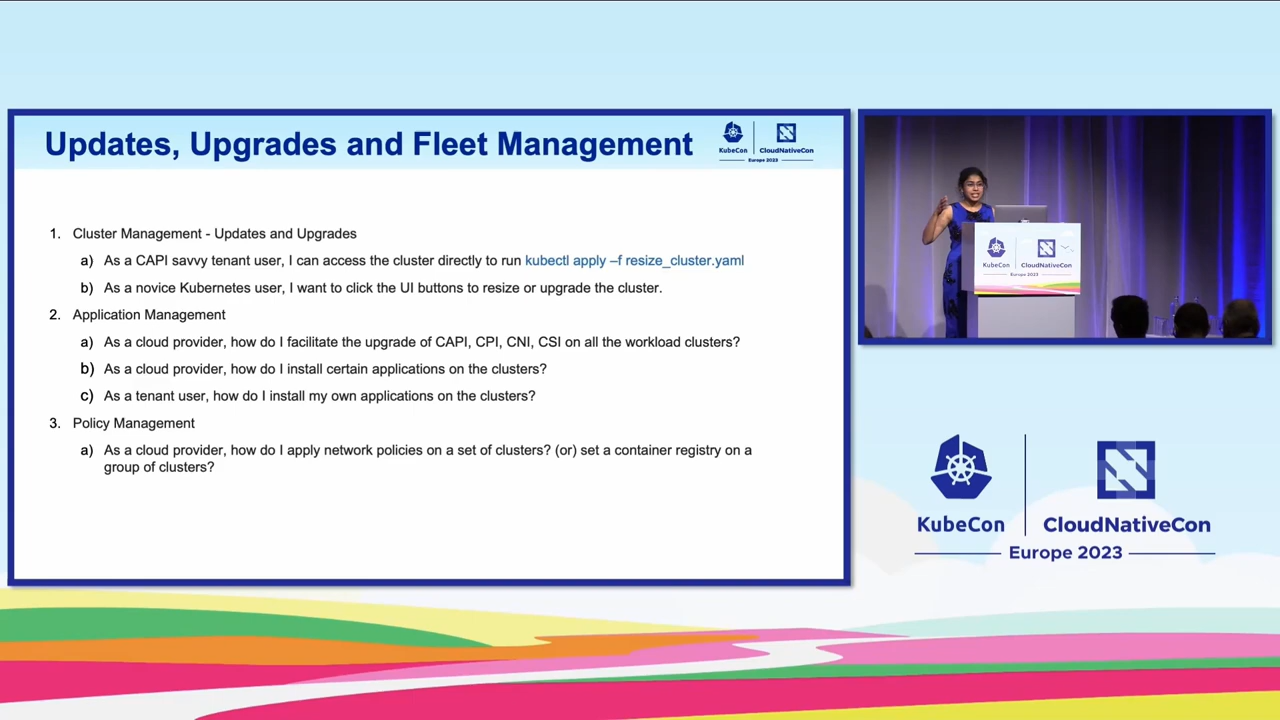 Updates, Upgrades and Fleet Management
KubeCon
CloudNativeCon
Europe 2023
1. Cluster Management - Updates and Upgrades
a) As a CAPI savvy tenant user, I can access the cluster directly to run kubectl apply –f resize_cluster.yaml
b) As a novice Kubernetes user, I want to click the UI buttons to resize or upgrade the cluster.
2. Application Management
a) As a cloud provider, how do I facilitate the upgrade of CAPI, CPI, CNI, CSI on all the workload clusters?
b) As a cloud provider, how do I install certain applications on the clusters?
c) As a tenant user, how do I install my own applications on the clusters?
3. Policy Management
a) As a cloud provider, how do I apply network policies on a set of clusters? (or) set a container registry on a
group of clusters?
KubeCon
CloudNativeCon
Europe 2023
KubeCon
CloudNativeCon
Europe 2023